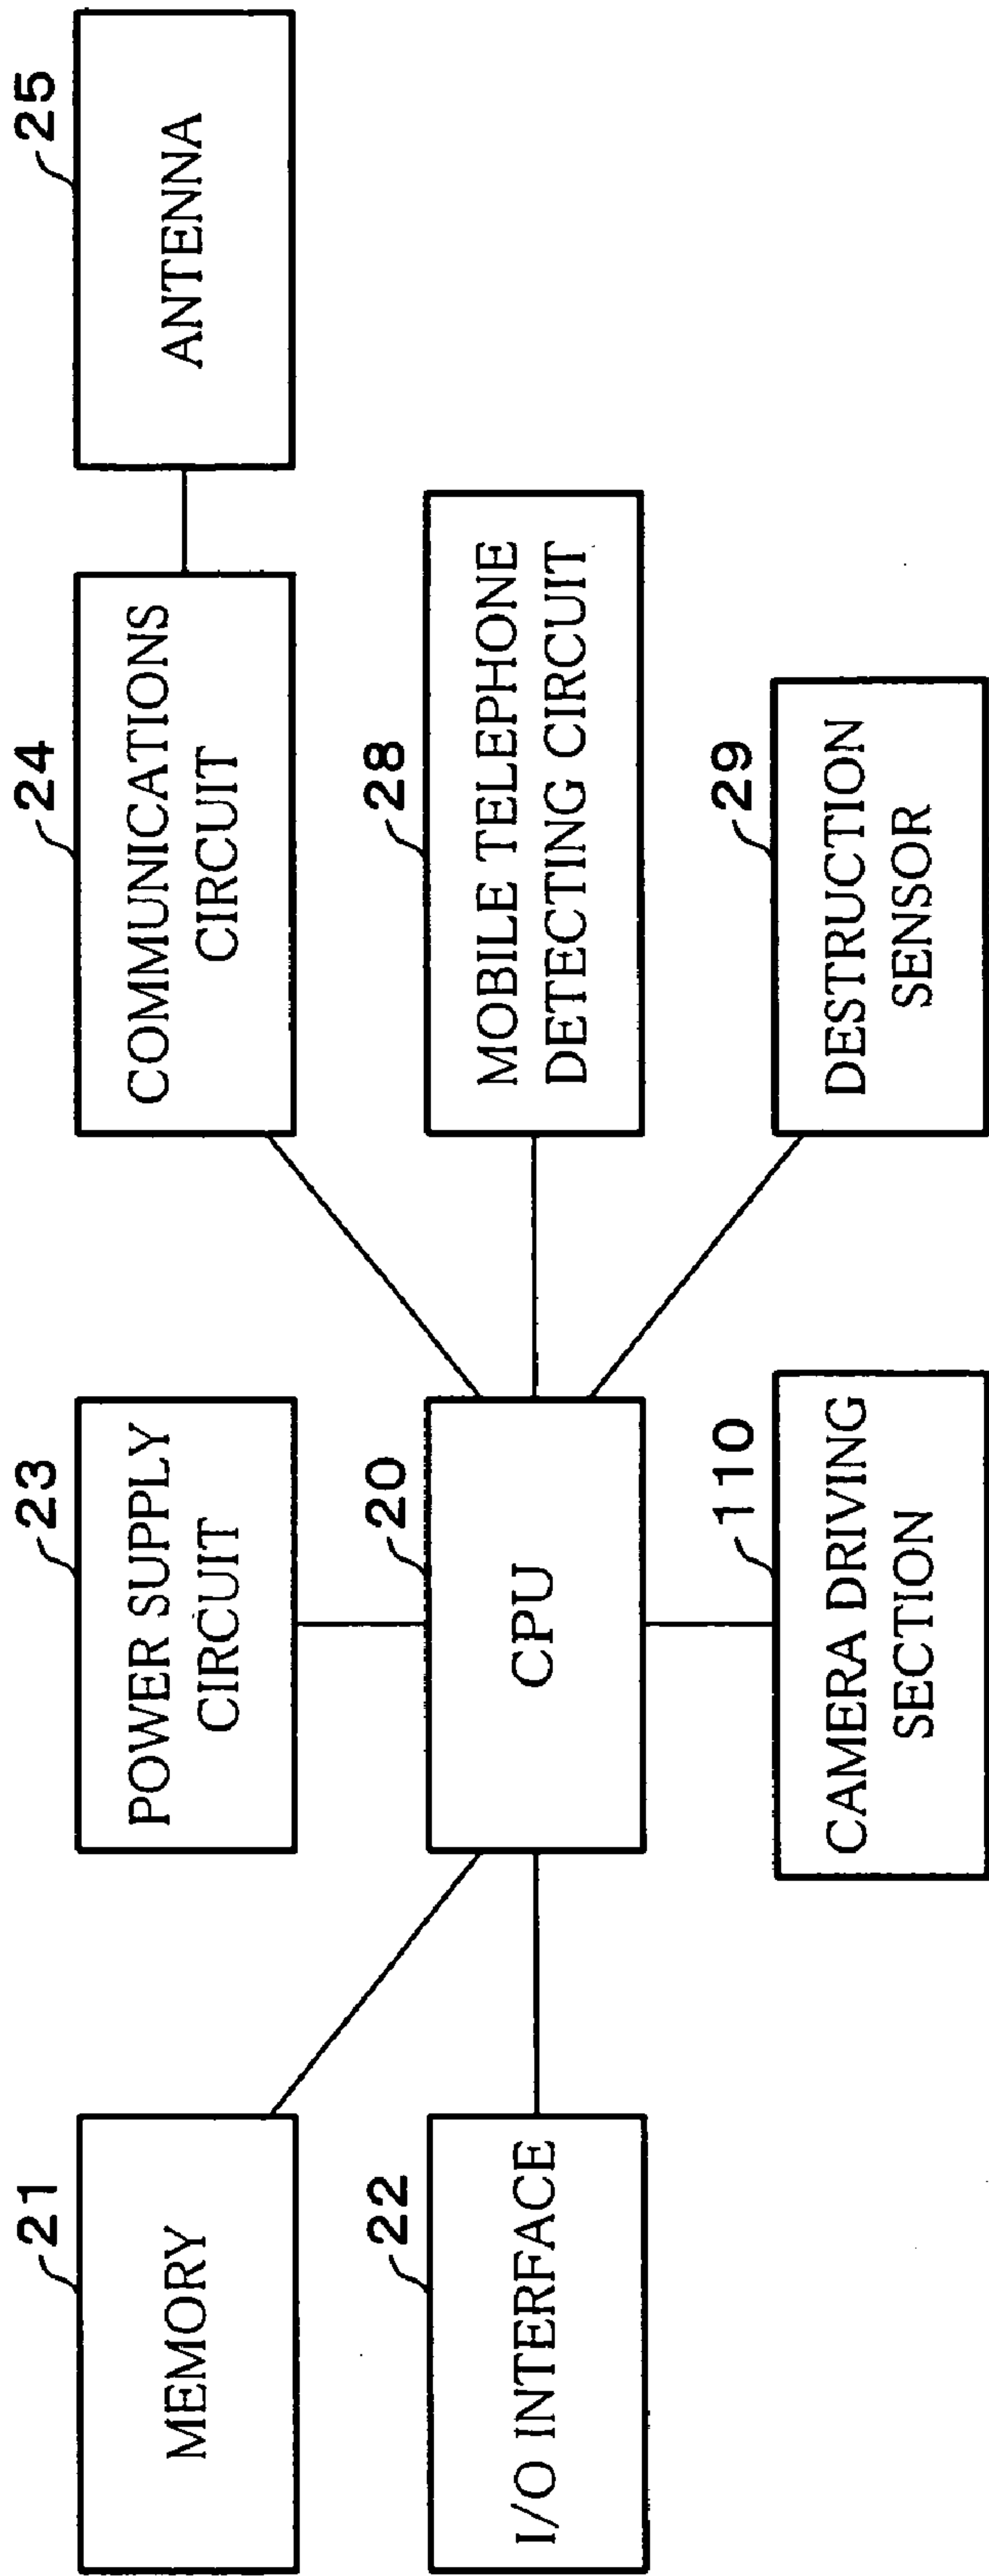 21
MEMORY
23
POWER SUPPLY
CIRCUIT
24
COMMUNICATIONS
CIRCUIT
25
ANTENNA
22
I/O INTERFACE
20
CPU
28
MOBILE TELEPHONE
DETECTING CIRCUIT
110
CAMERA DRIVING
SECTION
29
DESTRUCTION
SENSOR